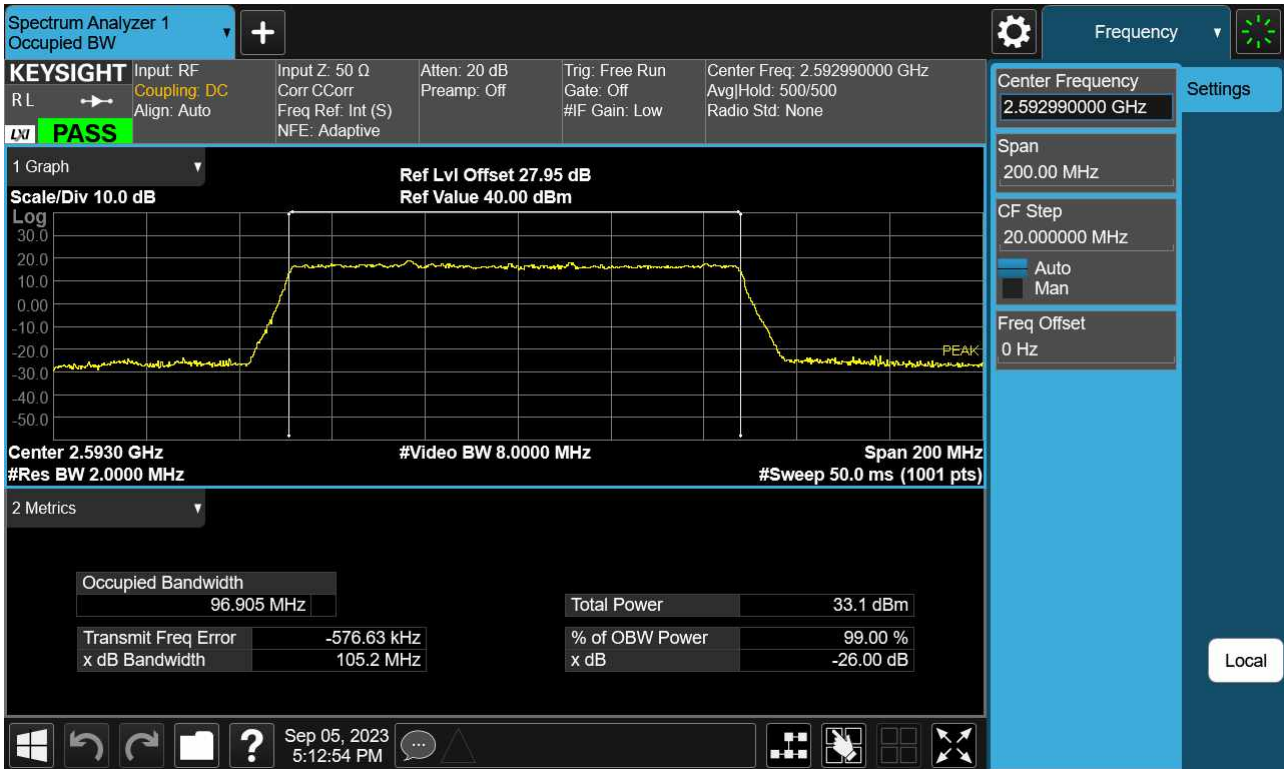 Spectrum Analyzer 1
Occupied BW
+
Frequency
KEYSIGHT
R L
LXI
PASS
Input: RF
Coupling: DC
Align: Auto
Input Z: 50 Ω
Corr CCorr
Freq Ref: Int (S)
NFE: Adaptive
Atten: 20 dB
Preamp: Off
Trig: Free Run
Gate: Off
#IF Gain: Low
Center Freq: 2.592990000 GHz
Avg|Hold: 500/500
Radio Std: None
Center Frequency
2.592990000 GHz
Settings
Span
200.00 MHz
CF Step
20.000000 MHz
Auto
Man
Freq Offset
0 Hz
Local
1 Graph
Scale/Div 10.0 dB
Ref Lvl Offset 27.95 dB
Ref Value 40.00 dBm
Log
30.0
20.0
10.0
0.00
-10.0
-20.0
-30.0
-40.0
-50.0
PEAK
Center 2.5930 GHz
#Video BW 8.0000 MHz
Span 200 MHz
#Res BW 2.0000 MHz
#Sweep 50.0 ms (1001 pts)
2 Metrics
Occupied Bandwidth
96.905 MHz
Total Power 33.1 dBm
Transmit Freq Error -576.63 kHz
% of OBW Power 99.00 %
x dB Bandwidth 105.2 MHz
x dB -26.00 dB
?
Sep 05, 2023
5:12:54 PM